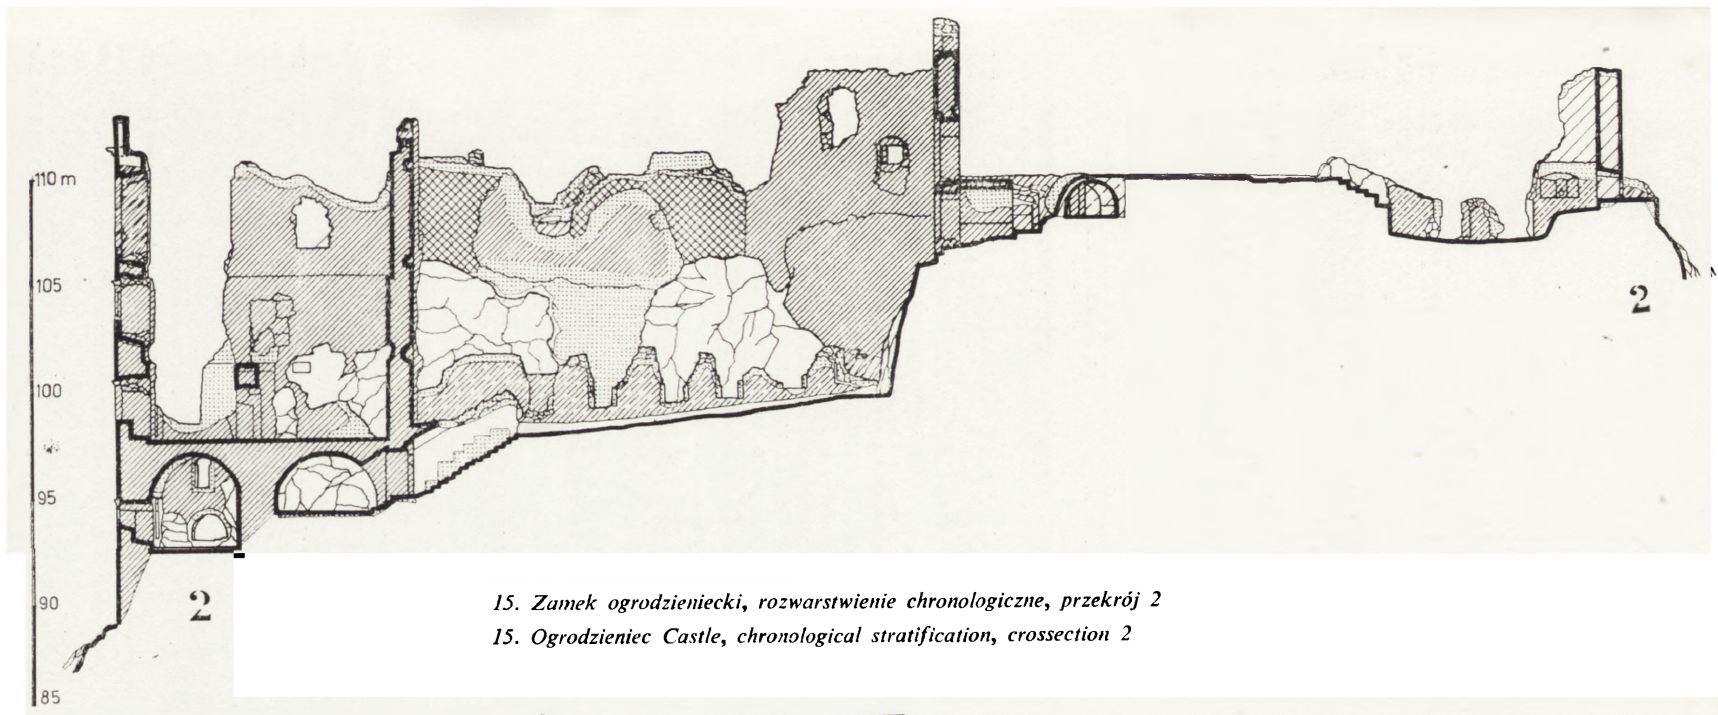 110 m
105
100
95
90
85
2
2
15. Zamek ogrodzieniecki, rozwarstwienie chronologiczne, przekrój 2
15. Ogrodzieniec Castle, chronological stratification, crossection 2